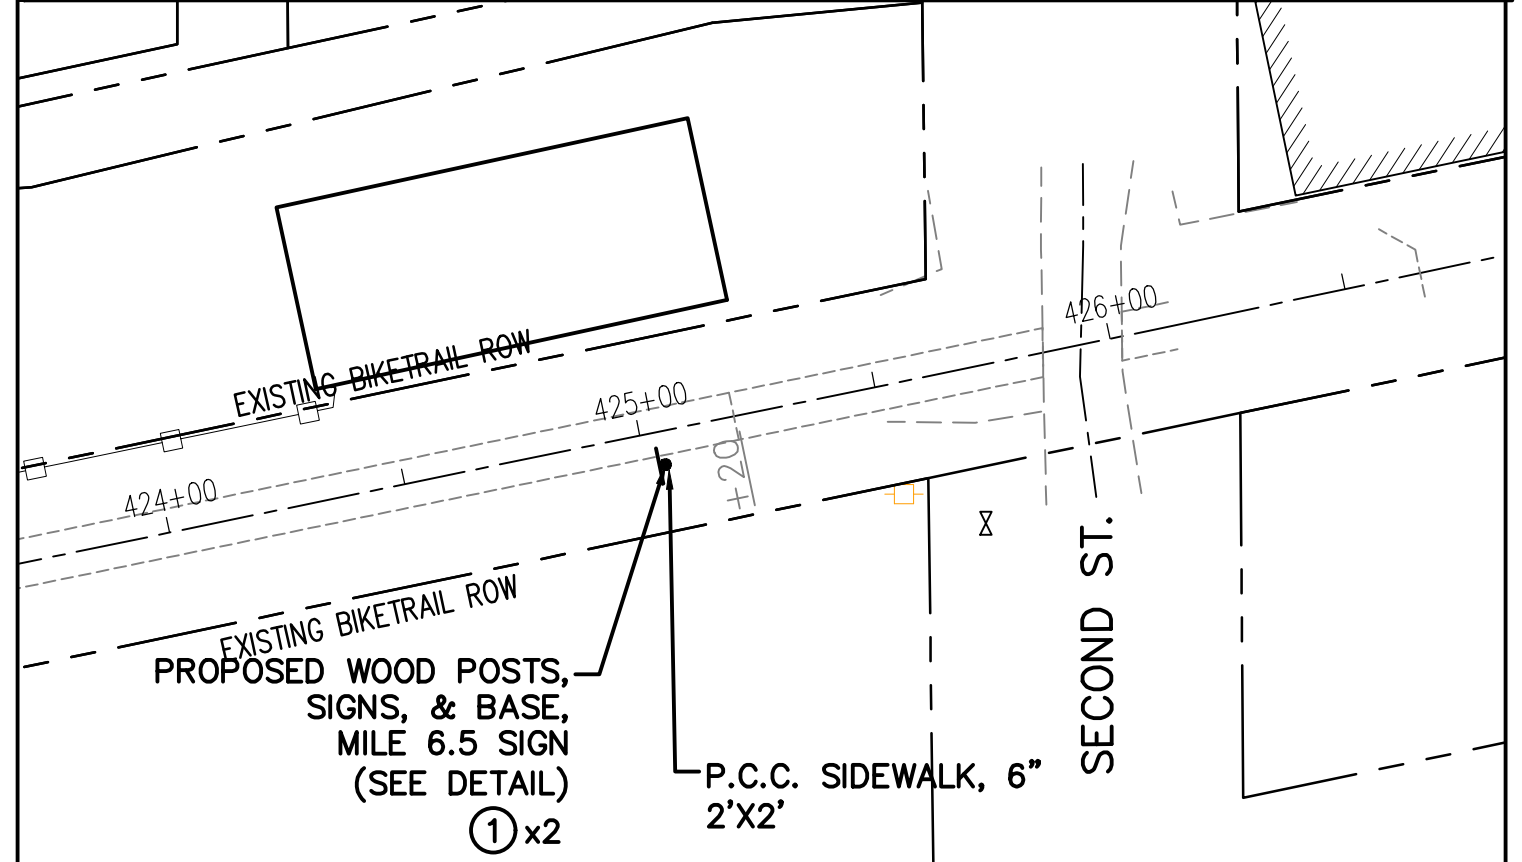 EXISTING BIKETRAIL ROW
426+00
425+00
424+00
+20
EXISTING BIKETRAIL ROW
PROPOSED WOOD POSTS,
SIGNS, & BASE,
MILE 6.5 SIGN
(SEE DETAIL)
1 x2
P.C.C. SIDEWALK, 6"
2'X2'
SECOND ST.